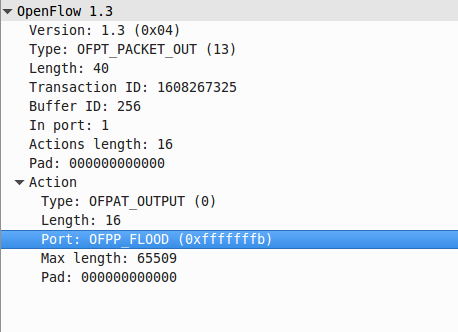 OpenFlow 1.3
Version: 1.3 (0x04)
Type: OFPT_PACKET_OUT (13)
Length: 40
Transaction ID: 1608267325
Buffer ID: 256
In port: 1
Actions length: 16
Pad: 000000000000
Action
Type: OFPAT_OUTPUT (0)
Length: 16
Port: OFPP_FLOOD (0xfffffffb)
Max length: 65509
Pad: 000000000000